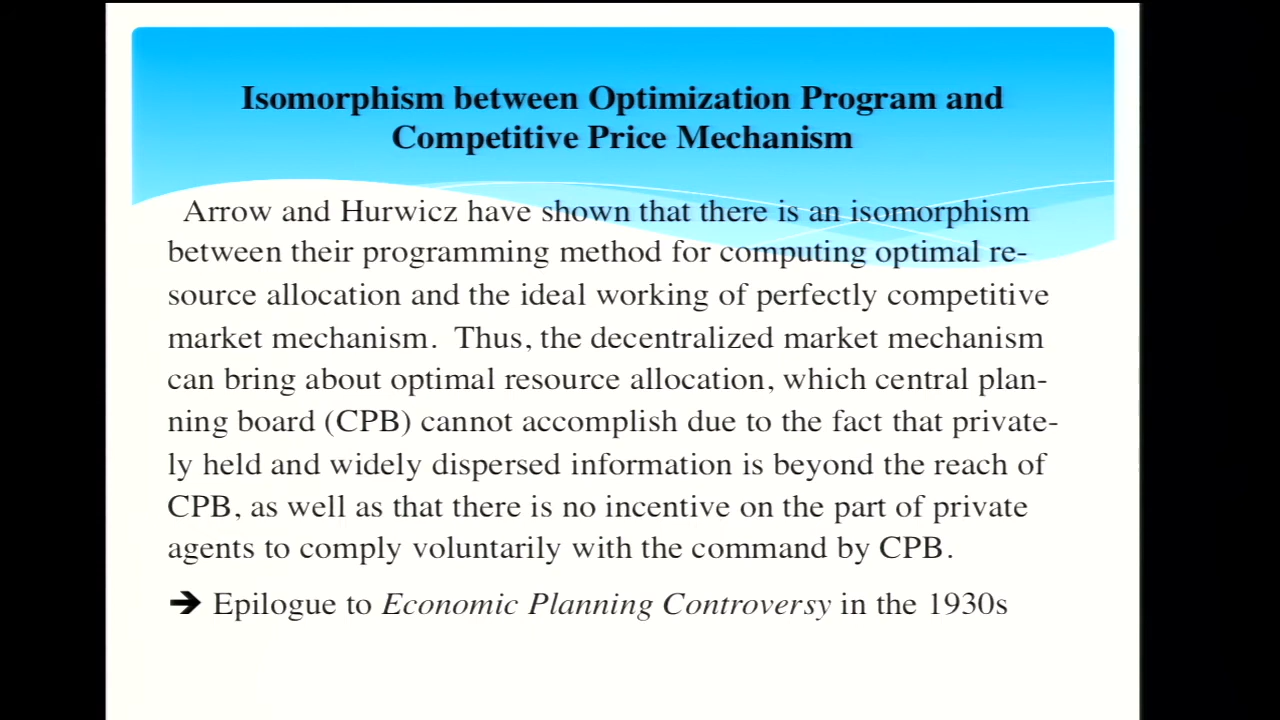 Isomorphism between Optimization Program and
Competitive Price Mechanism
Arrow and Hurwicz have shown that there is an isomorphism
between their programming method for computing optimal re-
source allocation and the ideal working of perfectly competitive
market mechanism.  Thus, the decentralized market mechanism
can bring about optimal resource allocation, which central plan-
ning board (CPB) cannot accomplish due to the fact that private-
ly held and widely dispersed information is beyond the reach of
CPB, as well as that there is no incentive on the part of private
agents to comply voluntarily with the command by CPB.
➔ Epilogue to Economic Planning Controversy in the 1930s